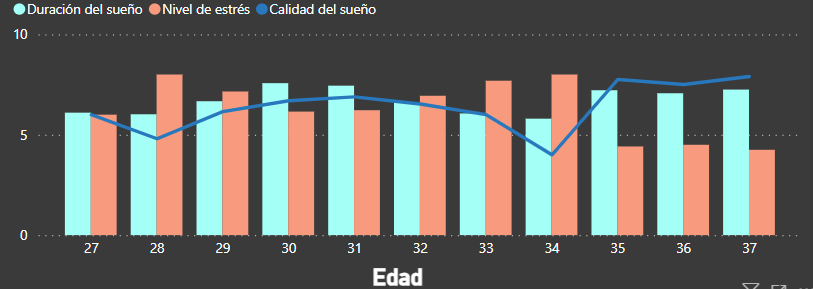 Duración del sueño Nivel de estrés Calidad del sueño
10
5
0
27 28 29 30 31 32 33 34 35 36 37
Edad